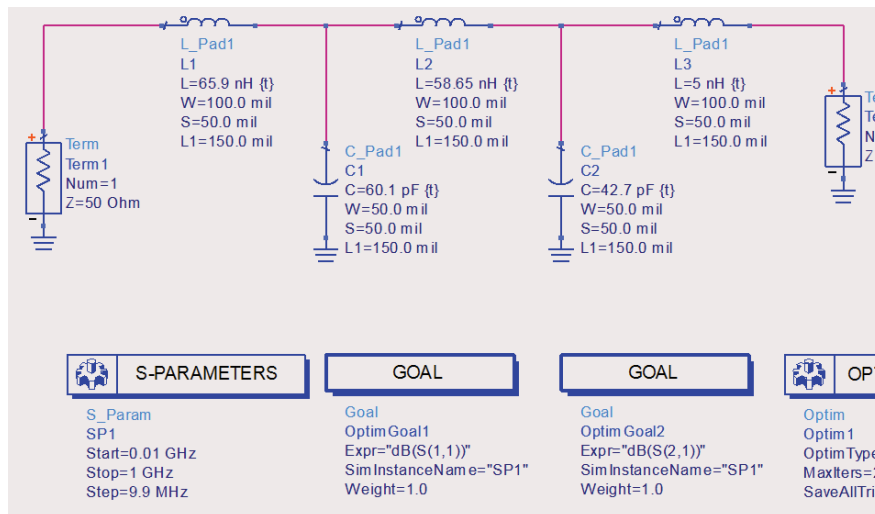 L_Pad1
L1
L=65.9 nH {t}
W=100.0 mil
S=50.0 mil
L1=150.0 mil
L_Pad1
L2
L=58.65 nH {t}
W=100.0 mil
S=50.0 mil
L1=150.0 mil
L_Pad1
L3
L=5 nH {t}
W=100.0 mil
S=50.0 mil
L1=150.0 mil
+
Term
Term1
Num=1
Z=50 Ohm
-
C_Pad1
C1
C=60.1 pF {t}
W=50.0 mil
S=50.0 mil
L1=150.0 mil
C_Pad1
C2
C=42.7 pF {t}
W=50.0 mil
S=50.0 mil
L1=150.0 mil
+
-
S-PARAMETERS
S_Param
SP1
Start=0.01 GHz
Stop=1 GHz
Step=9.9 MHz
GOAL
Goal
OptimGoal1
Expr="dB(S(1,1))"
SimInstanceName="SP1"
Weight=1.0
GOAL
Goal
OptimGoal2
Expr="dB(S(2,1))"
SimInstanceName="SP1"
Weight=1.0
Optim
Optim1
OptimType